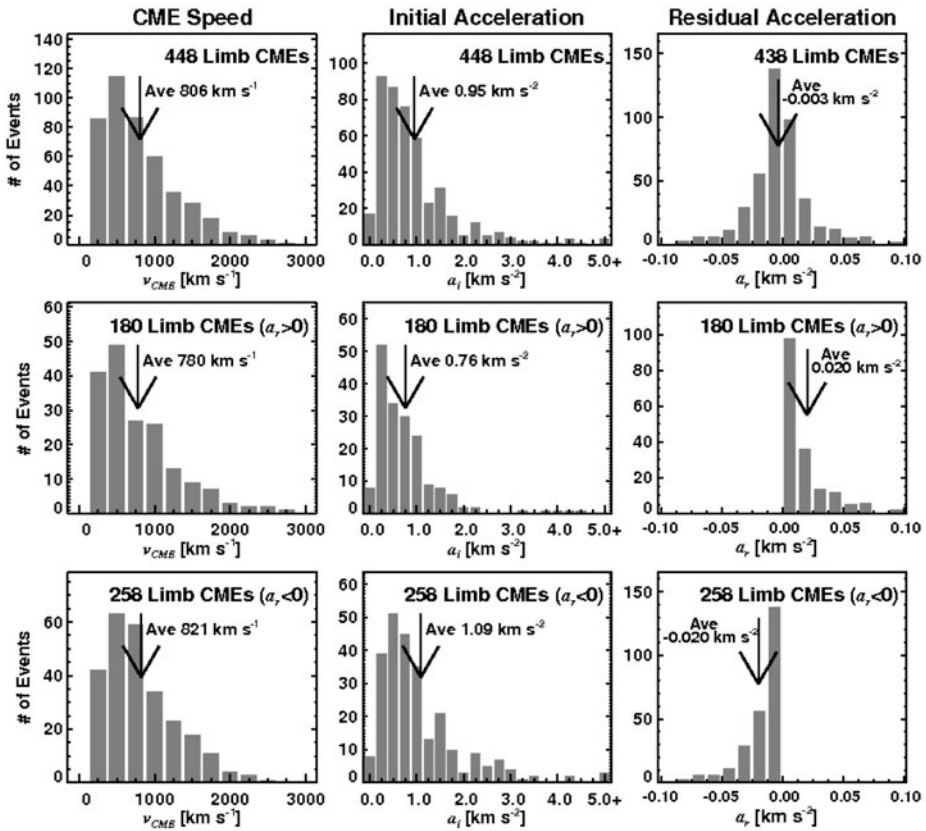 CME Speed
Initial Acceleration
Residual Acceleration
# of Events
140
120
100
80
60
40
20
0
448 Limb CMEs
Ave 806 km s⁻¹
0 1000 2000 3000
v_CME [km s⁻¹]
100
80
60
40
20
0
448 Limb CMEs
Ave 0.95 km s⁻²
0.0 1.0 2.0 3.0 4.0 5.0+
a_i [km s⁻²]
150
100
50
0
438 Limb CMEs
Ave
-0.003 km s⁻²
-0.10 -0.05 0.00 0.05 0.10
a_r [km s⁻²]
# of Events
60
50
40
30
20
10
0
180 Limb CMEs (a_r>0)
Ave 780 km s⁻¹
0 1000 2000 3000
v_CME [km s⁻¹]
60
50
40
30
20
10
0
180 Limb CMEs (a_r>0)
Ave 0.76 km s⁻²
0.0 1.0 2.0 3.0 4.0 5.0+
a_i [km s⁻²]
100
80
60
40
20
0
180 Limb CMEs (a_r>0)
Ave
0.020 km s⁻²
-0.10 -0.05 0.00 0.05 0.10
a_r [km s⁻²]
# of Events
60
40
20
0
258 Limb CMEs (a_r<0)
Ave 821 km s⁻¹
0 1000 2000 3000
v_CME [km s⁻¹]
60
50
40
30
20
10
0
258 Limb CMEs (a_r<0)
Ave 1.09 km s⁻²
0.0 1.0 2.0 3.0 4.0 5.0+
a_i [km s⁻²]
150
100
50
0
258 Limb CMEs (a_r<0)
Ave
-0.020 km s⁻²
-0.10 -0.05 0.00 0.05 0.10
a_r [km s⁻²]